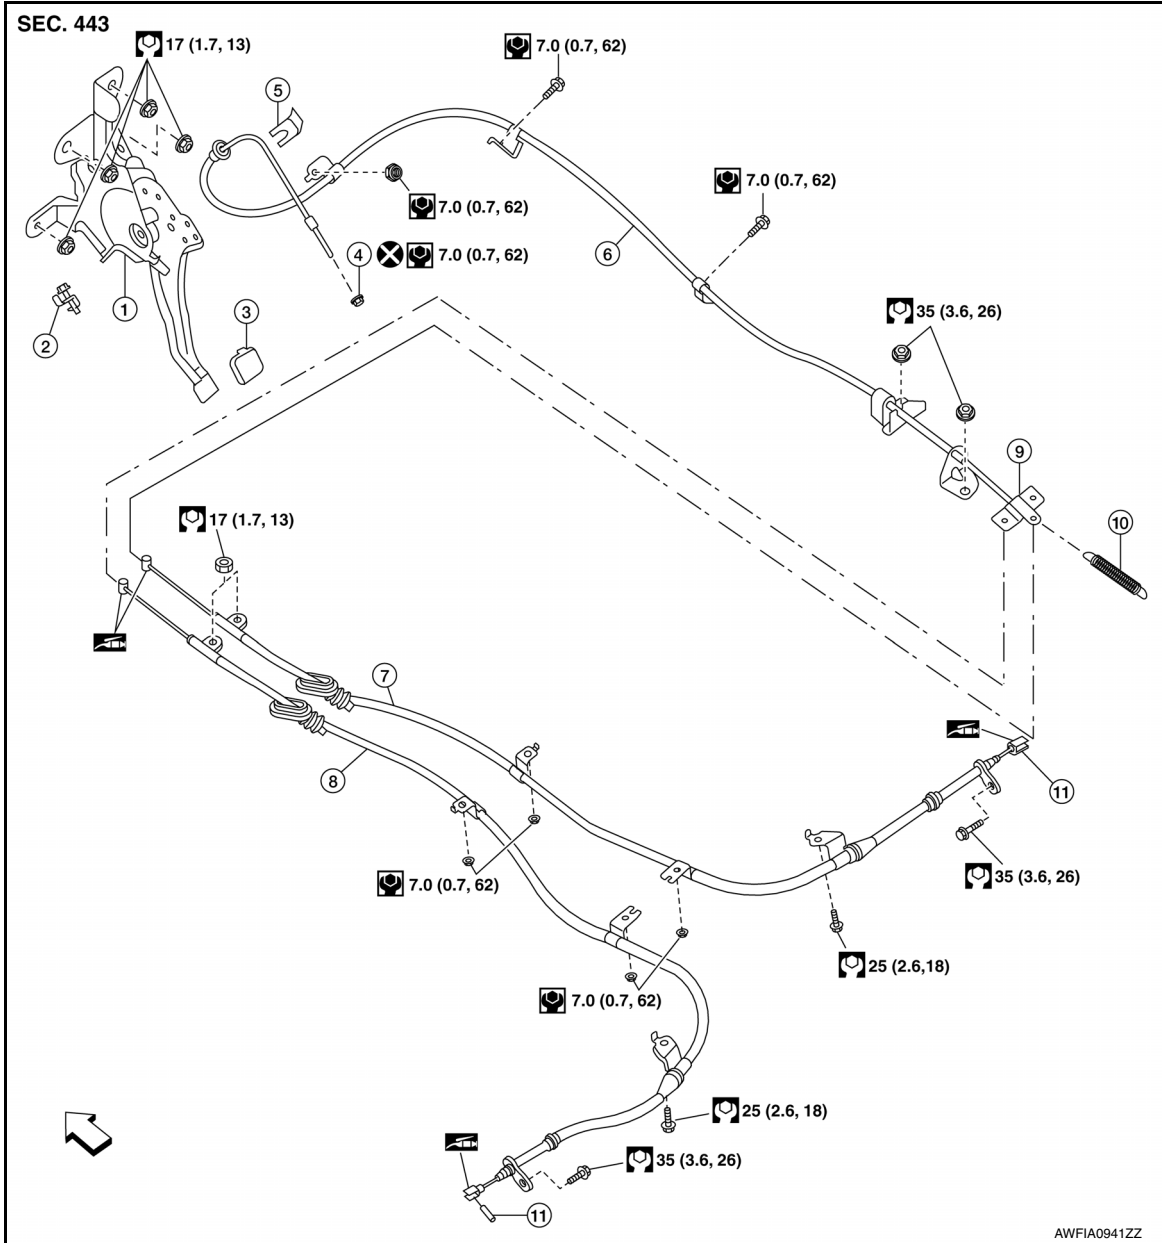 SEC. 443
17 (1.7, 13)
7.0 (0.7, 62)
5
7.0 (0.7, 62)
7.0 (0.7, 62)
4
7.0 (0.7, 62)
6
1
2
3
35 (3.6, 26)
9
10
17 (1.7, 13)
7
8
11
35 (3.6, 26)
7.0 (0.7, 62)
25 (2.6,18)
7.0 (0.7, 62)
25 (2.6, 18)
35 (3.6, 26)
11
AWFIA0941ZZ